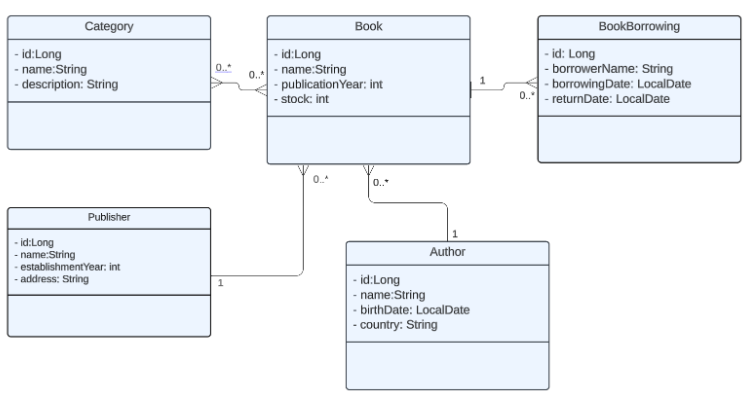 Category
- id:Long
- name:String
- description: String
0..*
0..*
Book
- id:Long
- name:String
- publicationYear: int
- stock: int
1
0..*
BookBorrowing
- id: Long
- borrowerName: String
- borrowingDate: LocalDate
- returnDate: LocalDate
0..*
0..*
Publisher
- id:Long
- name:String
- establishmentYear: int
- address: String
1
1
Author
- id:Long
- name:String
- birthDate: LocalDate
- country: String